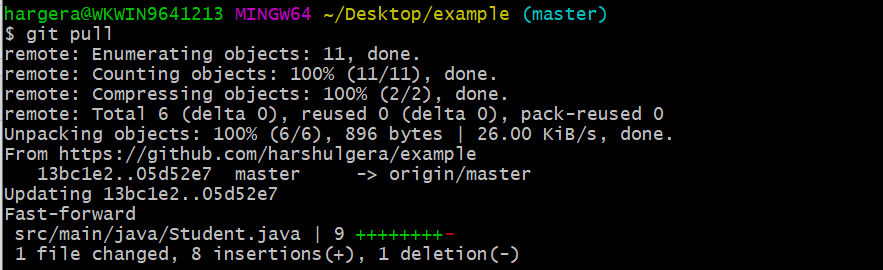 hargera@WKWIN9641213 MINGW64 ~/Desktop/example (master)
$ git pull
remote: Enumerating objects: 11, done.
remote: Counting objects: 100% (11/11), done.
remote: Compressing objects: 100% (2/2), done.
remote: Total 6 (delta 0), reused 0 (delta 0), pack-reused 0
Unpacking objects: 100% (6/6), 896 bytes | 26.00 KiB/s, done.
From https://github.com/harshulgera/example
   13bc1e2..05d52e7  master     -> origin/master
Updating 13bc1e2..05d52e7
Fast-forward
 src/main/java/Student.java | 9 ++++++++-
 1 file changed, 8 insertions(+), 1 deletion(-)